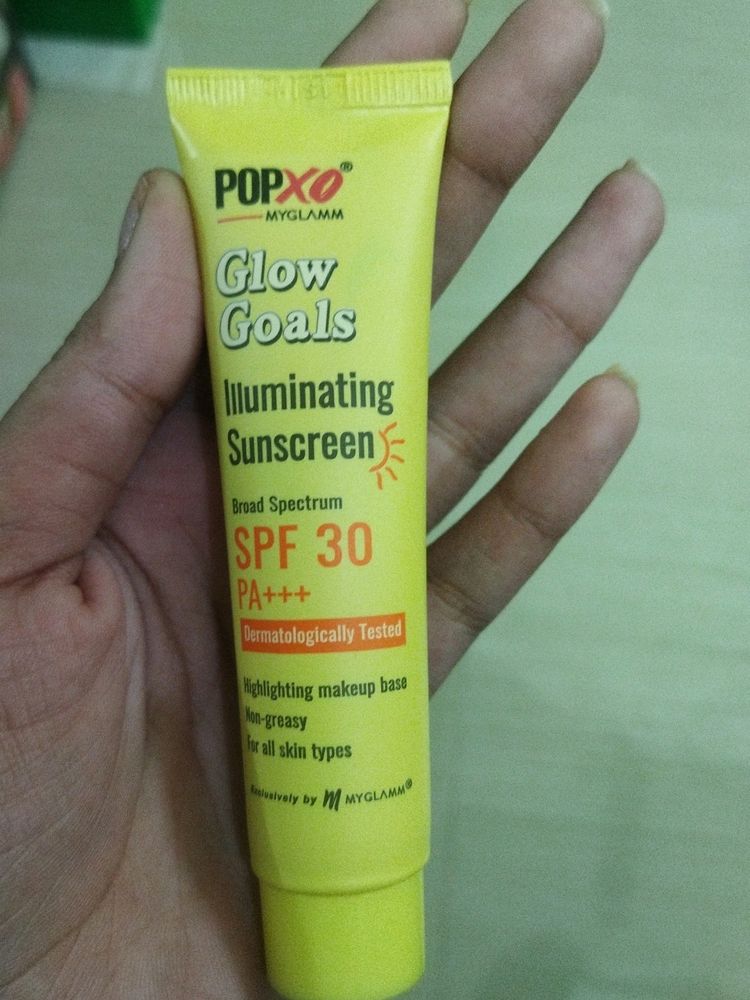 POPXO®
MYGLAMM
Glow
Goals
Illuminating
Sunscreen
Broad Spectrum
SPF 30
PA+++
Dermatologically Tested
Highlighting makeup base
Non-greasy
For all skin types
Exclusively by M MYGLAMM®